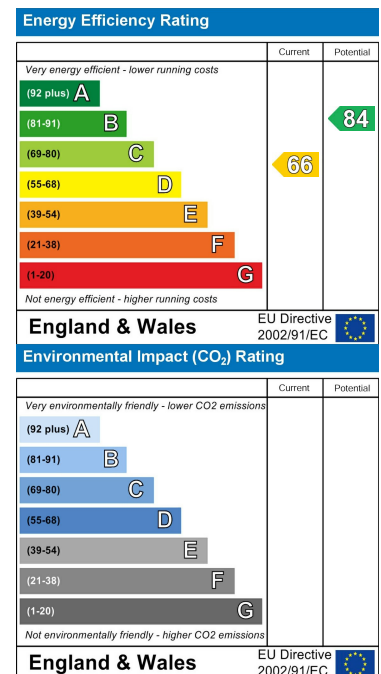 Energy Efficiency Rating
Current Potential
Very energy efficient - lower running costs
(92 plus) A
(81-91) B
84
(69-80) C
66
(55-68) D
(39-54) E
(21-38) F
(1-20) G
Not energy efficient - higher running costs
England & Wales
EU Directive
2002/91/EC
Environmental Impact (CO₂) Rating
Current Potential
Very environmentally friendly - lower CO2 emissions
(92 plus) A
(81-91) B
(69-80) C
(55-68) D
(39-54) E
(21-38) F
(1-20) G
Not environmentally friendly - higher CO2 emissions
England & Wales
EU Directive
2002/91/EC